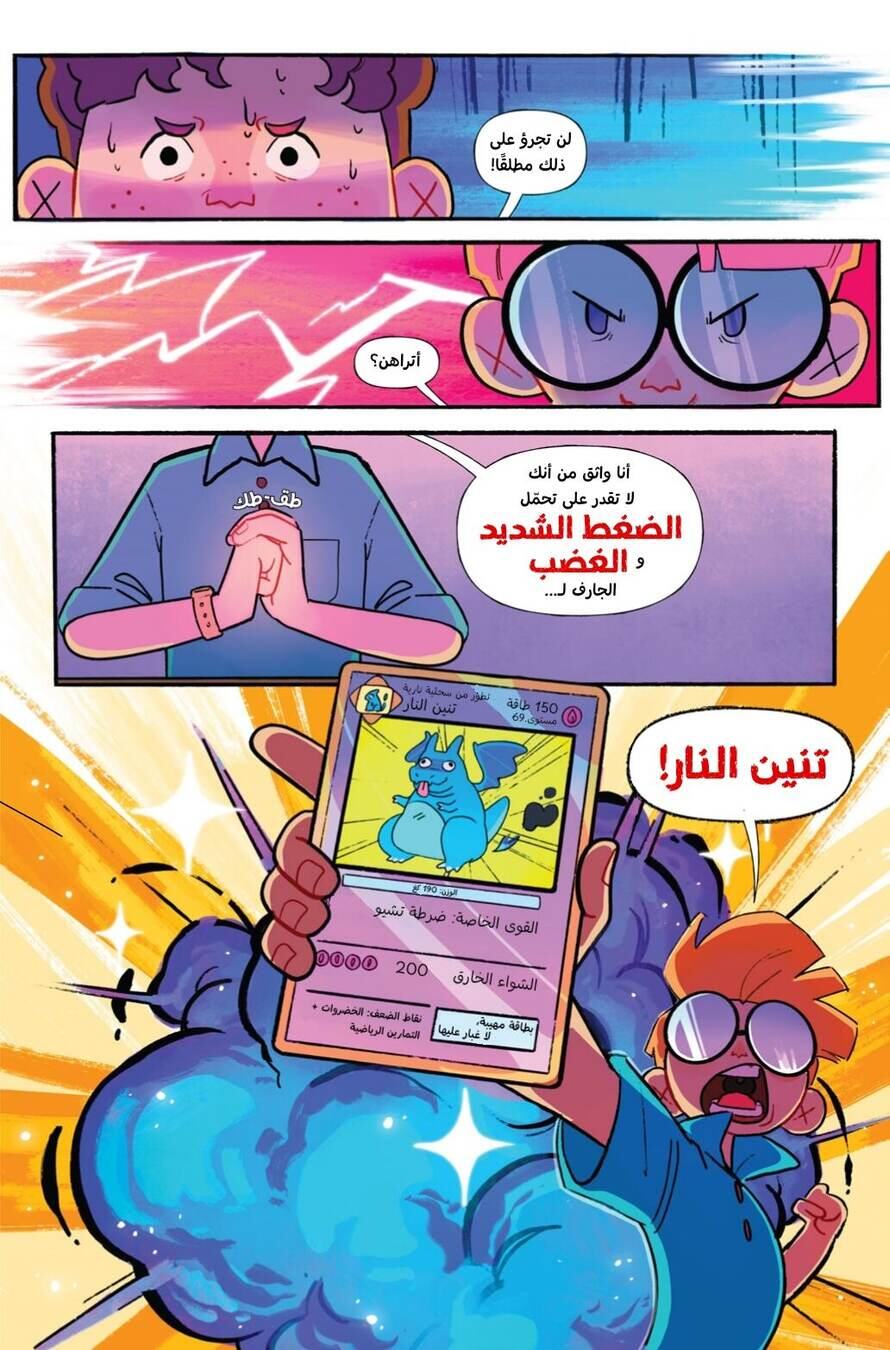 لن تجرؤ على
ذلك مطلقًا!
أتراهن؟
أنا واثق من أنك
لا تقدر على تحمّل
الضغط الشديد
و الغضب
الجارف لـ...
طق-طك
تنين النار!
تطوّر من سحلية نارية
تنين النار
150 طاقة
مستوى.69
الوزن: 190 كغ
القوى الخاصة: ضرطة تشيو
الشواء الخارق 200
نقاط الضعف: الخضروات +
التمارين الرياضية
بطاقة مهيبة،
لا غبار عليها